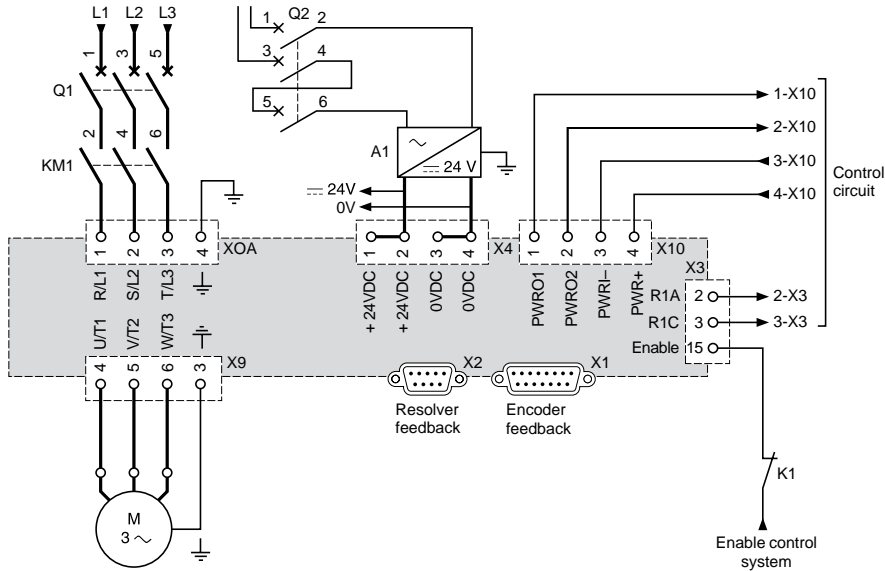 L1 L2 L3
1 3 5
Q1
2 4 6
KM1
1 Q2 2
3 4
5 6
A1
24 V
24V
0V
1-X10
2-X10
3-X10
4-X10
Control
circuit
1 2 3 4 XOA
R/L1 S/L2 T/L3
U/T1 V/T2 W/T3
4 5 6 3 X9
1 2 3 4 X4
+ 24VDC + 24VDC 0VDC 0VDC
1 2 3 4 X10
PWRO1 PWRO2 PWRI– PWR+
X3
R1A 2 2-X3
R1C 3 3-X3
Enable 15
X2 X1
Resolver
feedback
Encoder
feedback
K1
M
3
Enable control
system